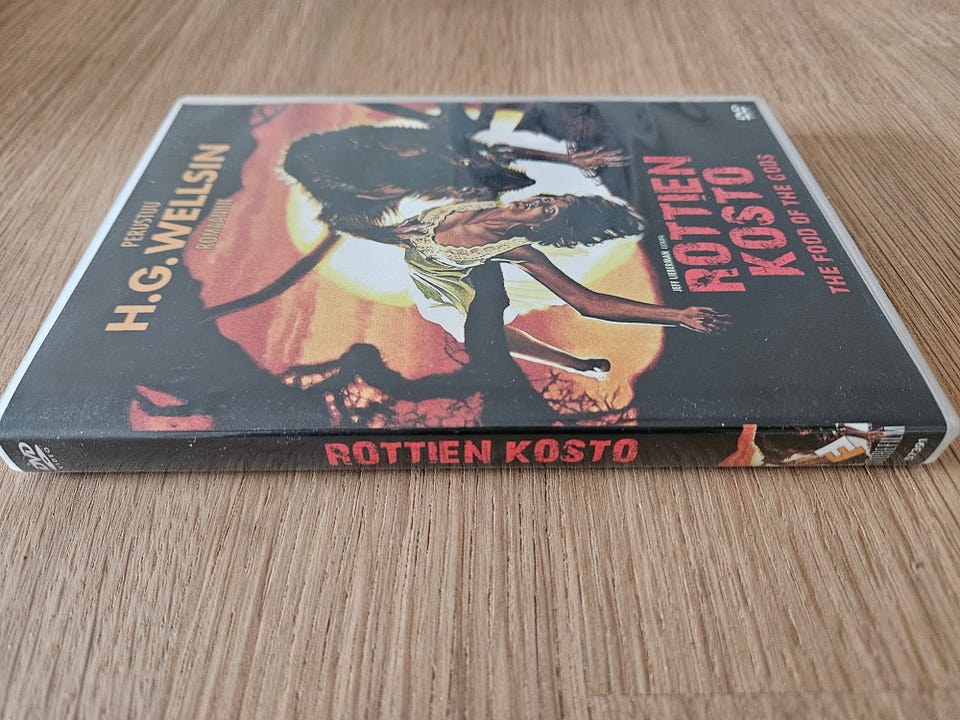 PERUSTUU
H.G. WELLSIN
ROMAANIIN
JEFF LIEBERMAN
ROTTIEN
KOSTO
THE FOOD OF THE GODS
DVD
DVD
ROTTIEN KOSTO